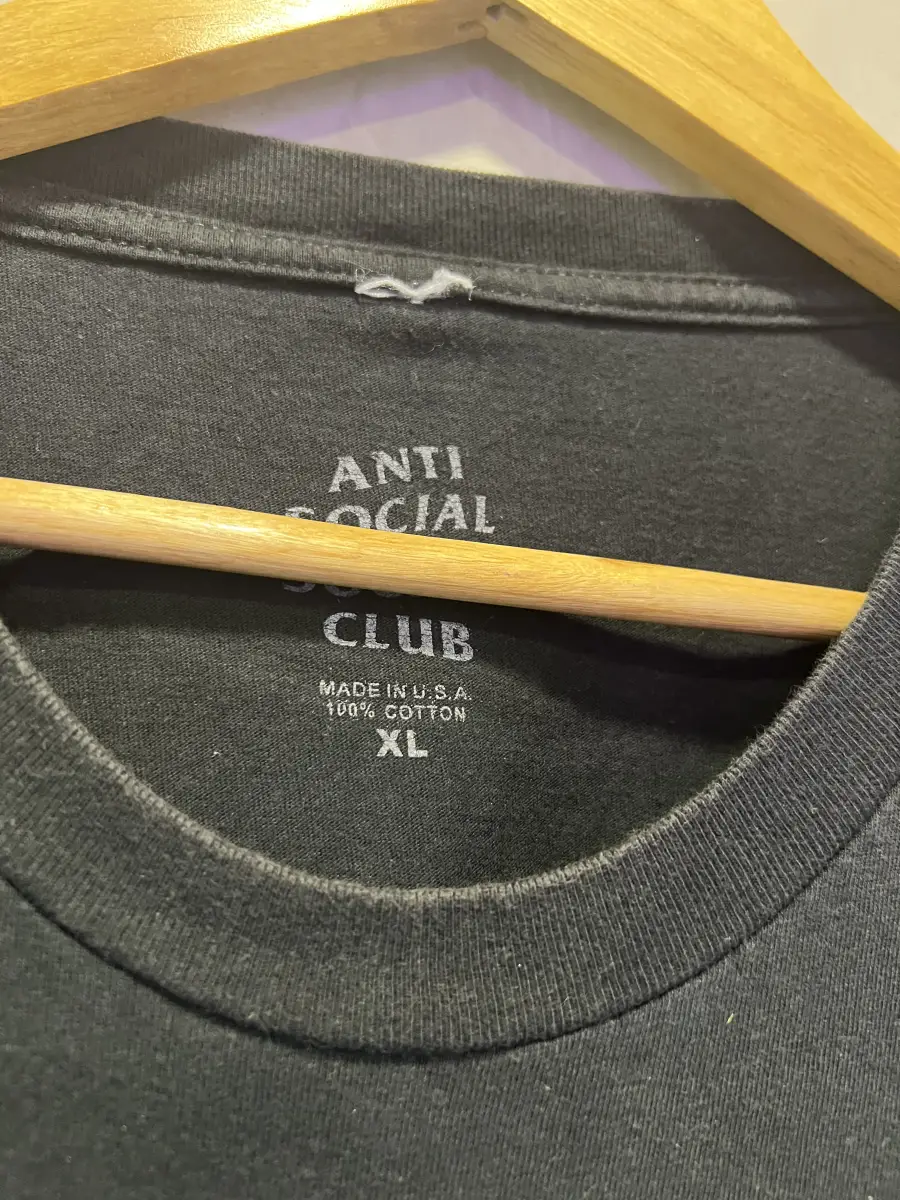 ANTI
SOCIAL
CLUB
MADE IN U.S.A.
100% COTTON
XL